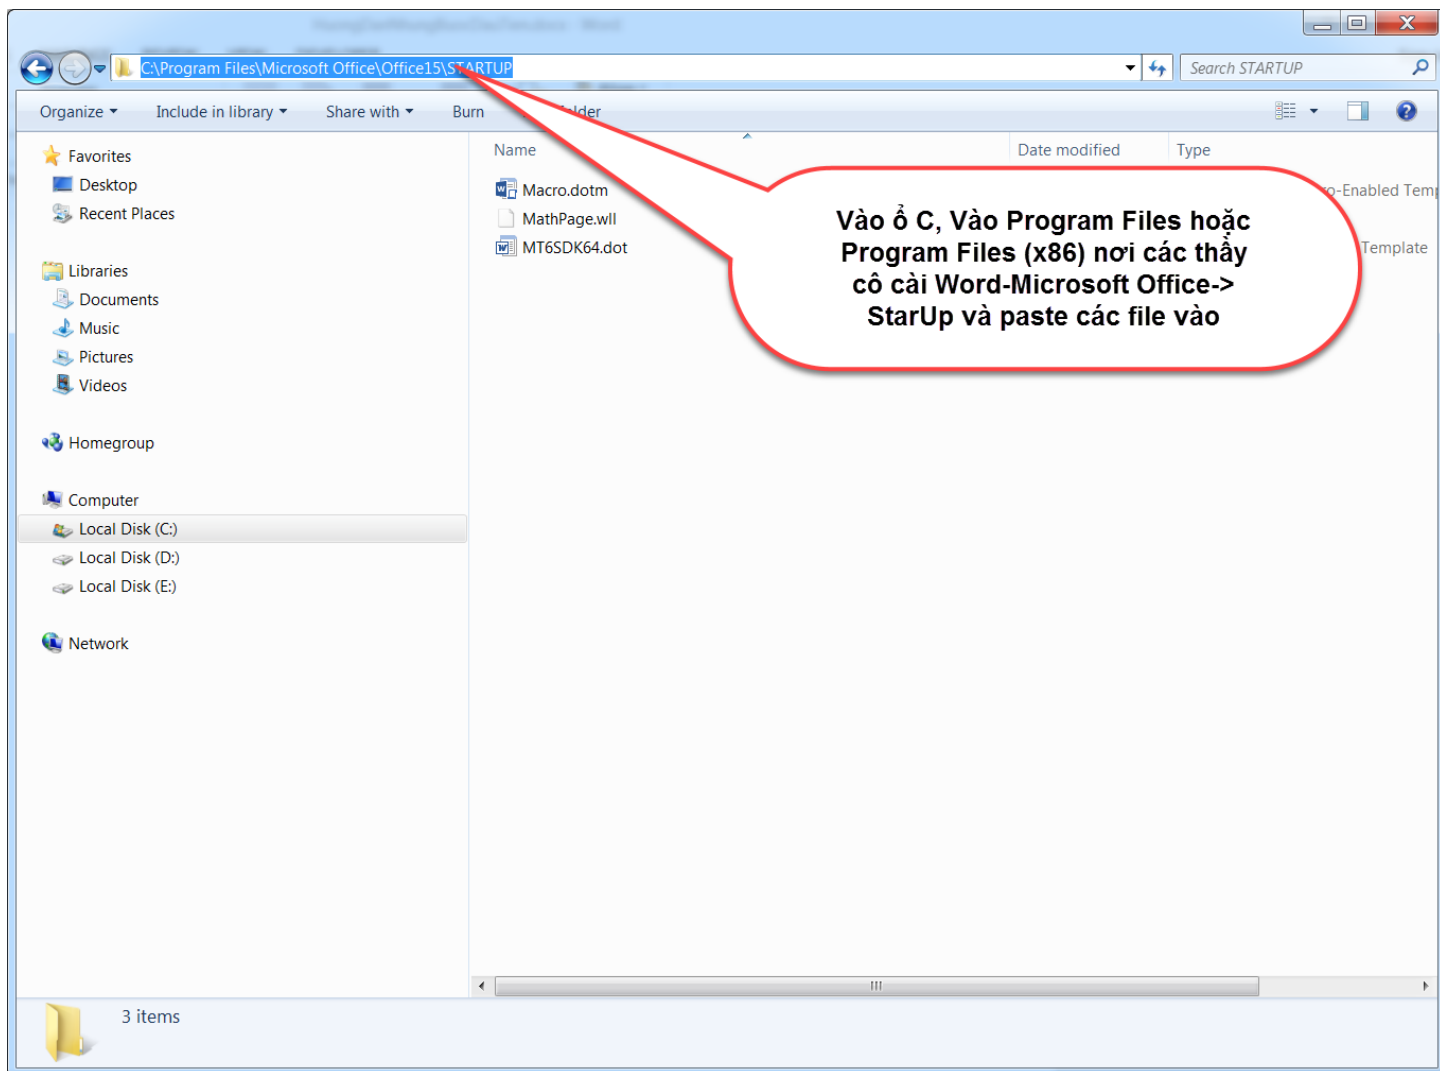 C:\Program Files\Microsoft Office\Office15\STARTUP
Search STARTUP
Organize
Include in library
Share with
Burn
Name
Date modified
Type
Favorites
Desktop
Recent Places
Libraries
Documents
Music
Pictures
Videos
Homegroup
Computer
Local Disk (C:)
Local Disk (D:)
Local Disk (E:)
Network
Macro.dotm
MathPage.wll
MT6SDK64.dot
-Enabled Tem
Template
Vào ổ C, Vào Program Files hoặc
Program Files (x86) nơi các thầy
cô cài Word-Microsoft Office->
StarUp và paste các file vào
3 items